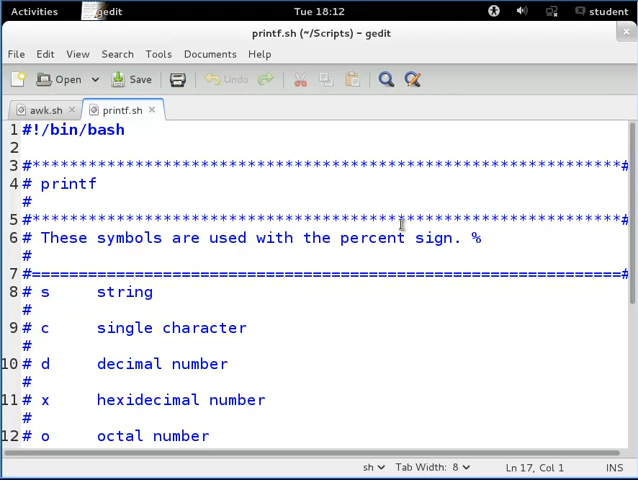 Activities gedit Tue 18:12 student
printf.sh (~/Scripts) - gedit
File Edit View Search Tools Documents Help
Open Save Undo
awk.sh printf.sh
1 #!/bin/bash
2
3 #***************************************************************#
4 # printf
#
5 #***************************************************************#
6 # These symbols are used with the percent sign. %
#
7 #===============================================================#
8 # s string
#
9 # c single character
#
10 # d decimal number
#
11 # x hexidecimal number
#
12 # o octal number
sh Tab Width: 8 Ln 17, Col 1 INS